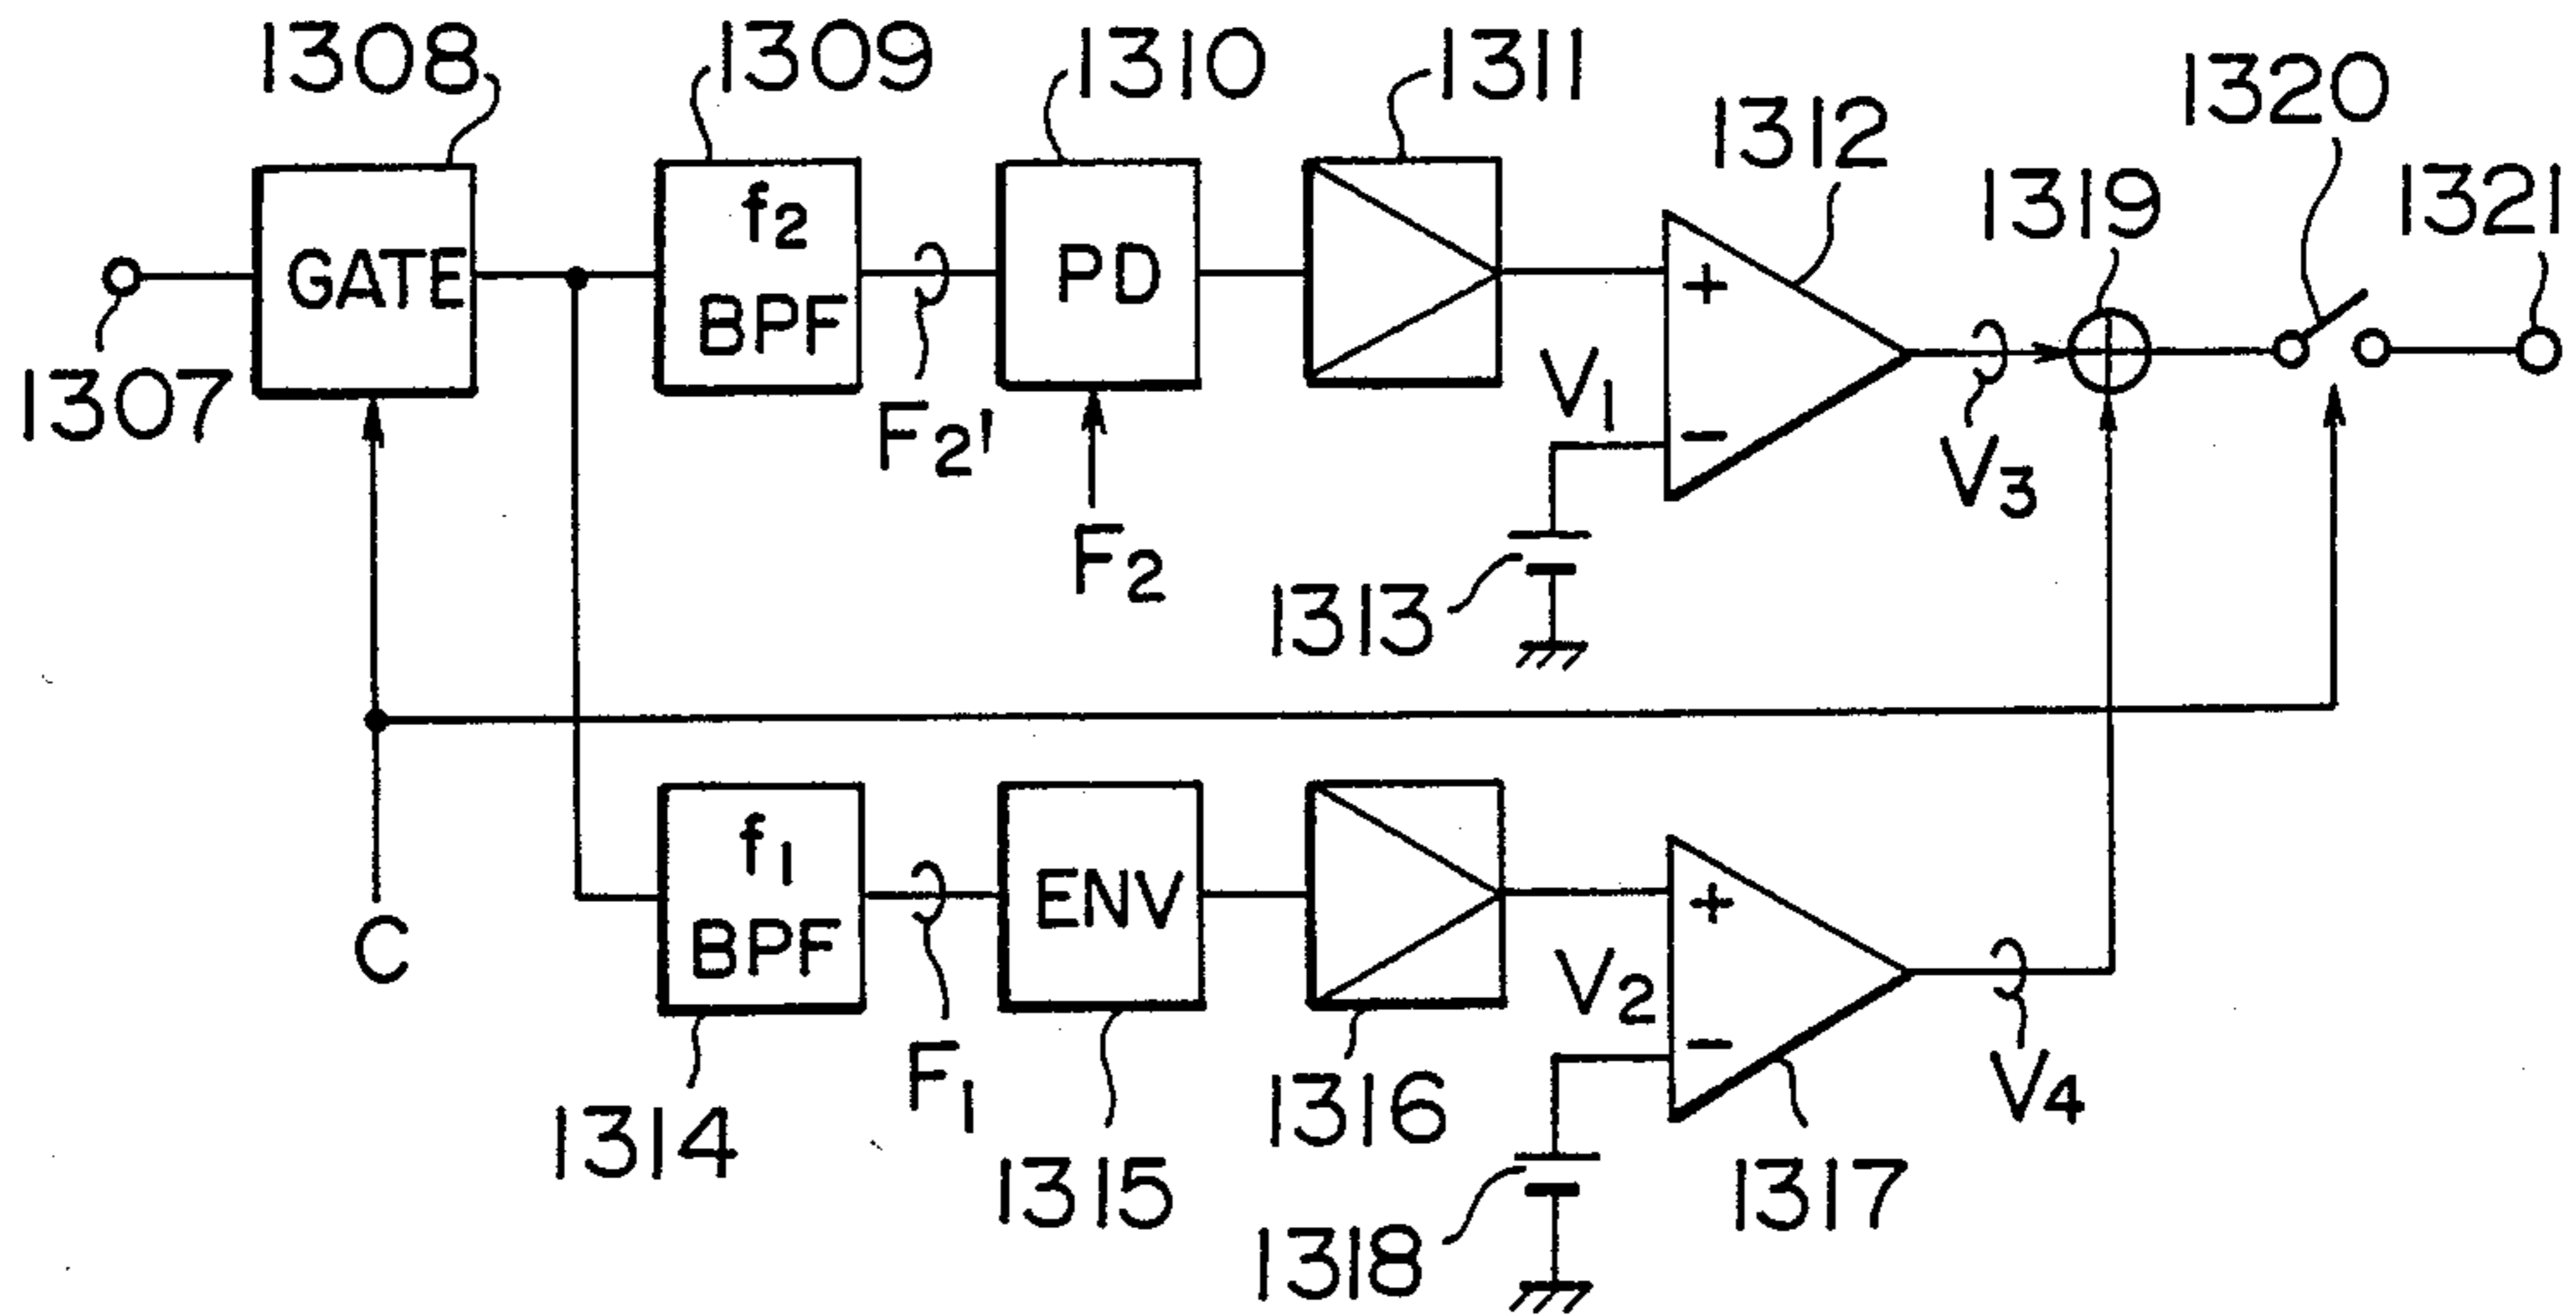 1308
1309
1310
1311
1312
1319
1320
1321
1307
GATE
f2
BPF
F2'
PD
F2
+
V1
−
1313
V3
C
f1
BPF
F1
ENV
+
V2
−
V4
1314
1315
1316
1318
1317